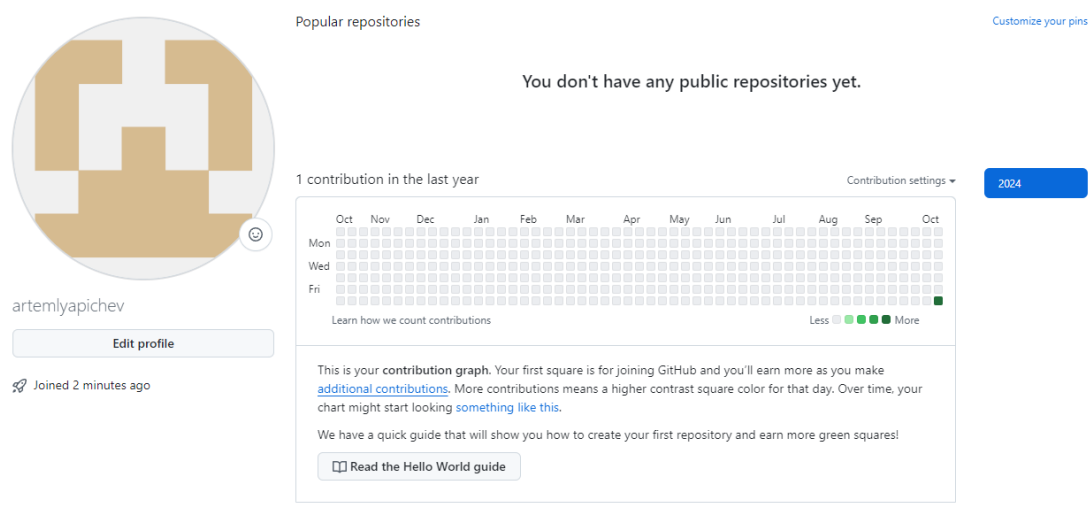 Popular repositories
Customize your pins
You don't have any public repositories yet.
1 contribution in the last year
Contribution settings
2024
Oct Nov Dec Jan Feb Mar Apr May Jun Jul Aug Sep Oct
Mon
Wed
Fri
Learn how we count contributions
Less More
artemlyapichev
Edit profile
Joined 2 minutes ago
This is your contribution graph. Your first square is for joining GitHub and you'll earn more as you make
additional contributions. More contributions means a higher contrast square color for that day. Over time, your
chart might start looking something like this.
We have a quick guide that will show you how to create your first repository and earn more green squares!
Read the Hello World guide